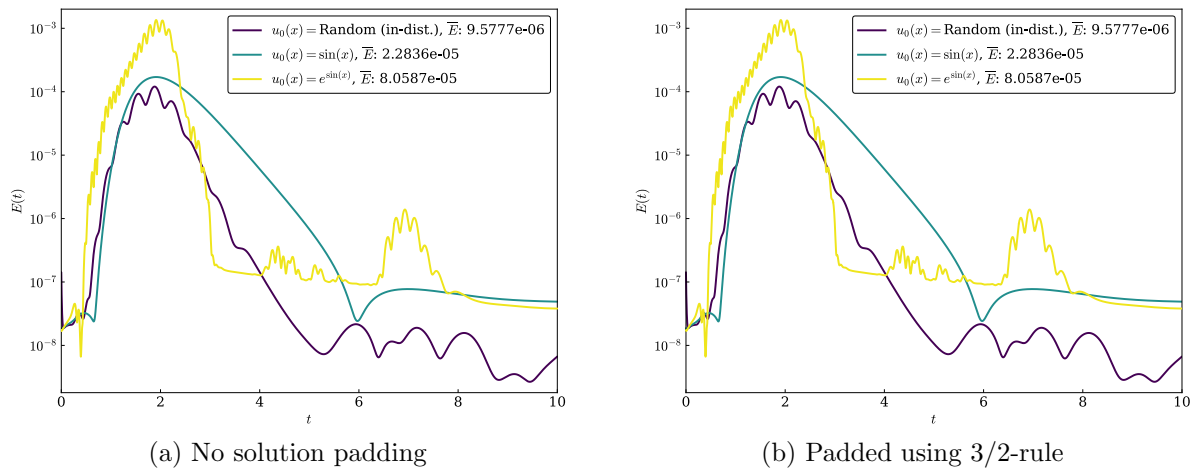 10⁻³
10⁻⁴
10⁻⁵
10⁻⁶
10⁻⁷
10⁻⁸
E(t)
u₀(x) = Random (in-dist.), E̅: 9.5777e-06
u₀(x) = sin(x), E̅: 2.2836e-05
u₀(x) = e^{sin(x)}, E̅: 8.0587e-05
0 2 4 6 8 10
t
(a) No solution padding
10⁻³
10⁻⁴
10⁻⁵
10⁻⁶
10⁻⁷
10⁻⁸
E(t)
u₀(x) = Random (in-dist.), E̅: 9.5777e-06
u₀(x) = sin(x), E̅: 2.2836e-05
u₀(x) = e^{sin(x)}, E̅: 8.0587e-05
0 2 4 6 8 10
t
(b) Padded using 3/2-rule